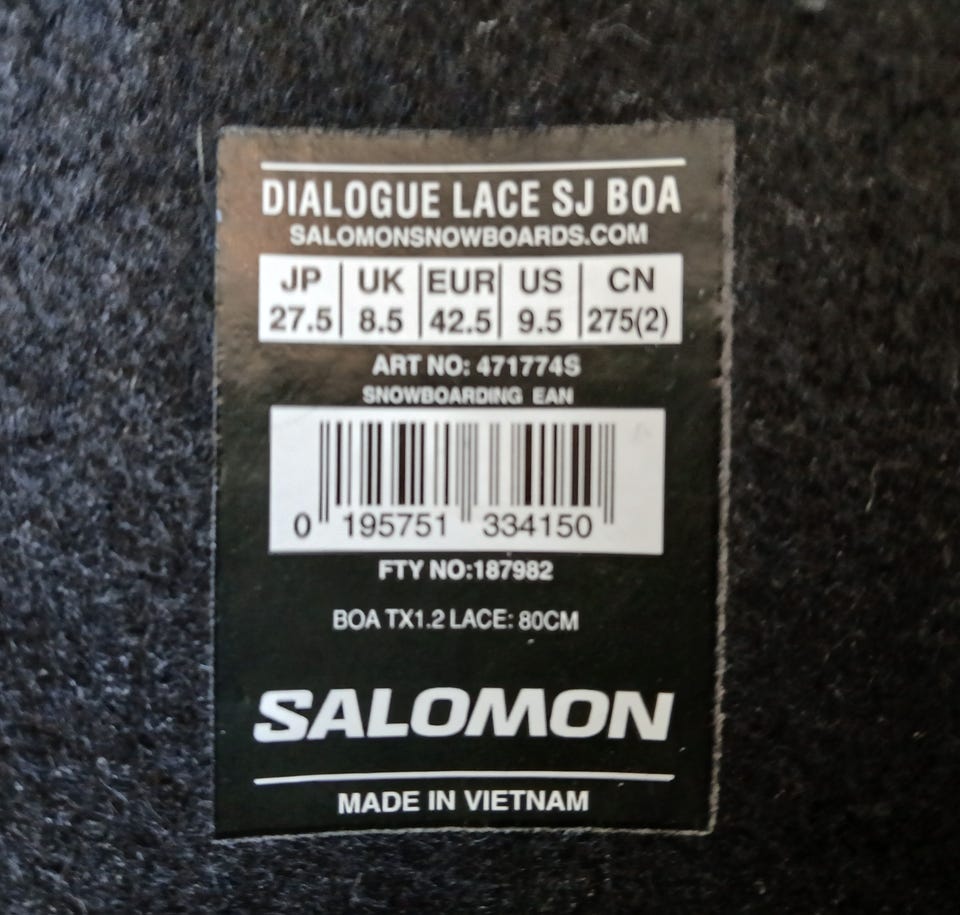 DIALOGUE LACE SJ BOA
SALOMONSNOWBOARDS.COM
JP UK EUR US CN
27.5 8.5 42.5 9.5 275(2)
ART NO: 471774S
SNOWBOARDING EAN
0 195751 334150
FTY NO:187982
BOA TX1.2 LACE: 80CM
SALOMON
MADE IN VIETNAM